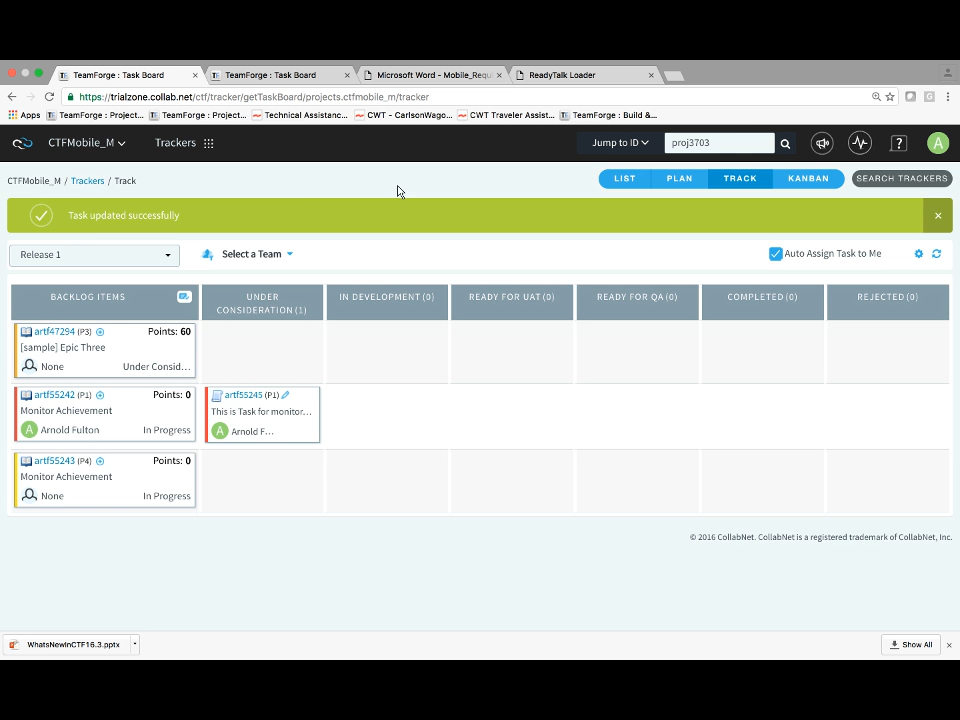 TeamForge : Task Board
TeamForge : Task Board
Microsoft Word - Mobile_Requi
ReadyTalk Loader
https://trialzone.collab.net/ctf/tracker/getTaskBoard/projects.ctfmobile_m/tracker
Apps TeamForge : Project... TeamForge : Project... Technical Assistanc... CWT - CarlsonWago... CWT Traveler Assist... TeamForge : Build &...
CTFMobile_M Trackers Jump to ID proj3703 ? A
CTFMobile_M / Trackers / Track LIST PLAN TRACK KANBAN SEARCH TRACKERS
Task updated successfully ×
Release 1 Select a Team Auto Assign Task to Me
BACKLOG ITEMS
UNDER
CONSIDERATION (1)
IN DEVELOPMENT (0)
READY FOR UAT (0)
READY FOR QA (0)
COMPLETED (0)
REJECTED (0)
artf47294 (P3) Points: 60
[sample] Epic Three
None Under Consid...
artf55242 (P1) Points: 0
Monitor Achievement
A Arnold Fulton In Progress
artf55245 (P1)
This is Task for monitor...
A Arnold F...
artf55243 (P4) Points: 0
Monitor Achievement
None In Progress
© 2016 CollabNet. CollabNet is a registered trademark of CollabNet, Inc.
WhatsNewInCTF16.3.pptx Show All